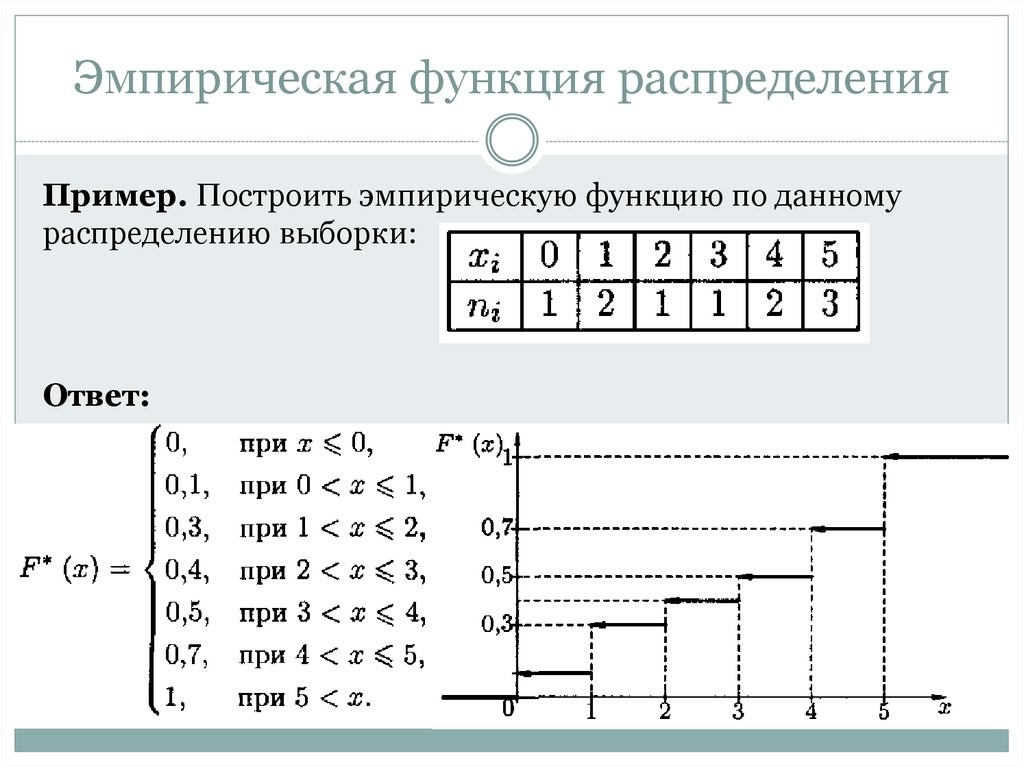 Эмпирическая функция распределения
Пример. Построить эмпирическую функцию по данному
распределению выборки:
xᵢ 0 1 2 3 4 5
nᵢ 1 2 1 1 2 3
Ответ:
F* (x) =
0, при x ⩽ 0,
0,1, при 0 < x ⩽ 1,
0,3, при 1 < x ⩽ 2,
0,4, при 2 < x ⩽ 3,
0,5, при 3 < x ⩽ 4,
0,7, при 4 < x ⩽ 5,
1, при 5 < x.
F* (x)
1
0,7
0,5
0,3
0 1 2 3 4 5 x